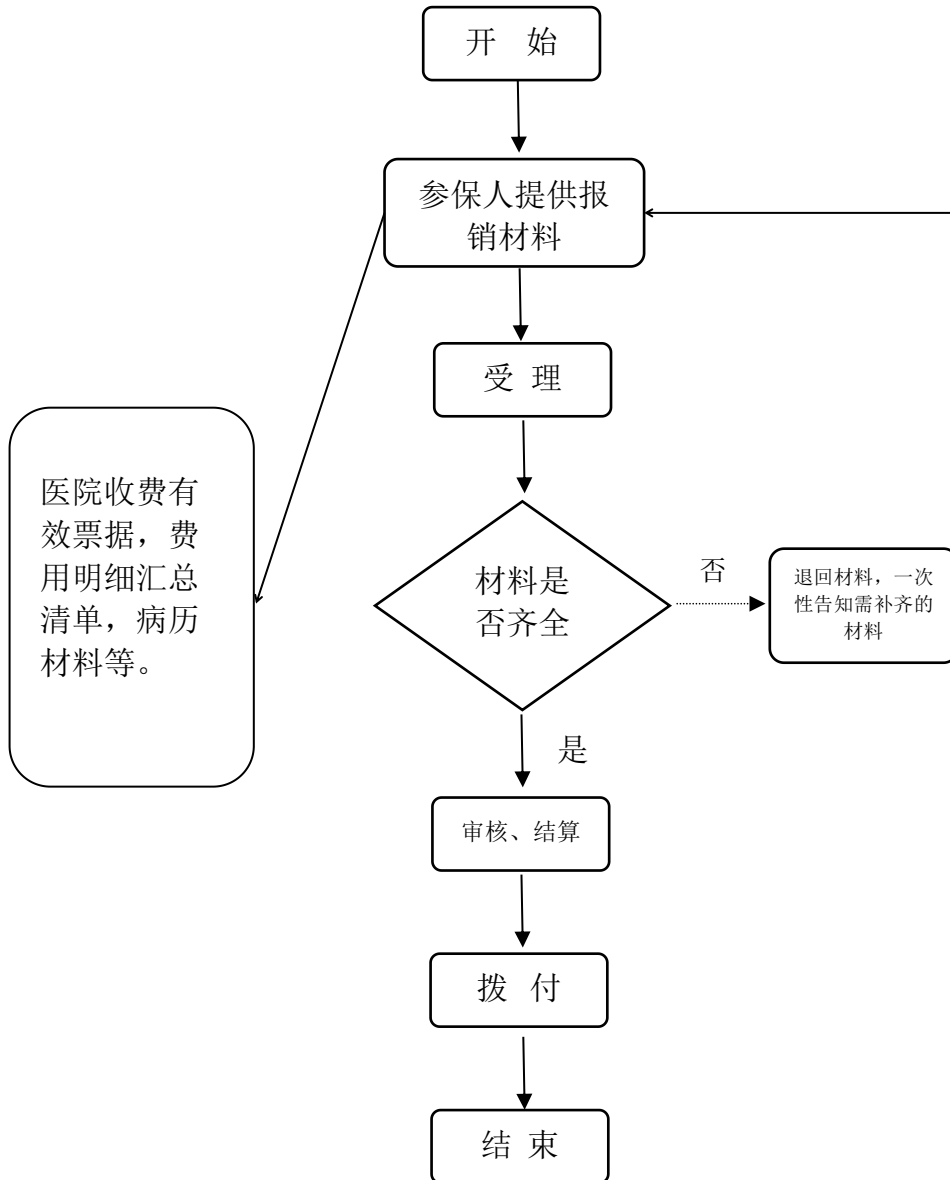 开 始
参保人提供报
销材料
受 理
医院收费有
效票据，费
用明细汇总
清单，病历
材料等。
材料是
否齐全
否
退回材料，一次
性告知需补齐的
材料
是
审核、结算
拨 付
结 束